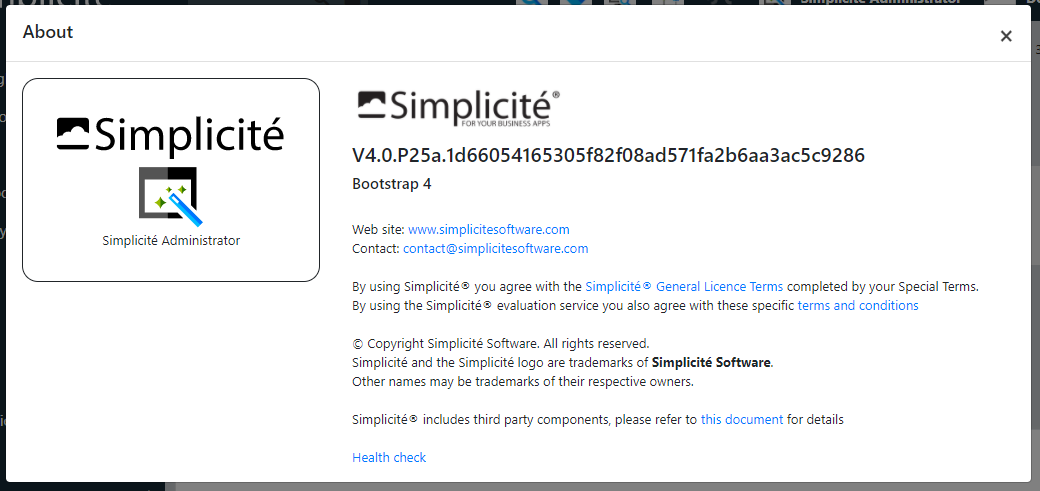 Simplicité Administrator
About
×
Simplicité
Simplicité Administrator
Simplicité®
FOR YOUR BUSINESS APPS
V4.0.P25a.1d66054165305f82f08ad571fa2b6aa3ac5c9286
Bootstrap 4
Web site: www.simplicitesoftware.com
Contact: contact@simplicitesoftware.com
By using Simplicité® you agree with the Simplicité® General Licence Terms completed by your Special Terms.
By using the Simplicité® evaluation service you also agree with these specific terms and conditions
© Copyright Simplicité Software. All rights reserved.
Simplicité and the Simplicité logo are trademarks of Simplicité Software.
Other names may be trademarks of their respective owners.
Simplicité® includes third party components, please refer to this document for details
Health check